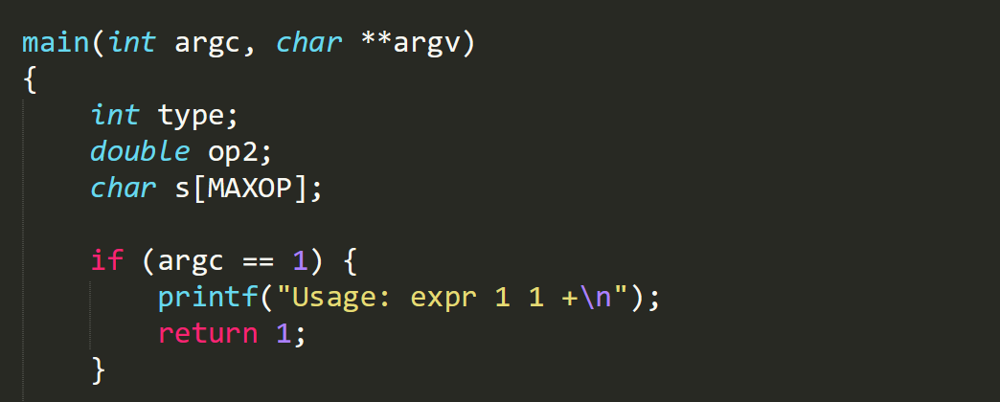 main(int argc, char **argv)
{
    int type;
    double op2;
    char s[MAXOP];

    if (argc == 1) {
        printf("Usage: expr 1 1 +\n");
        return 1;
    }